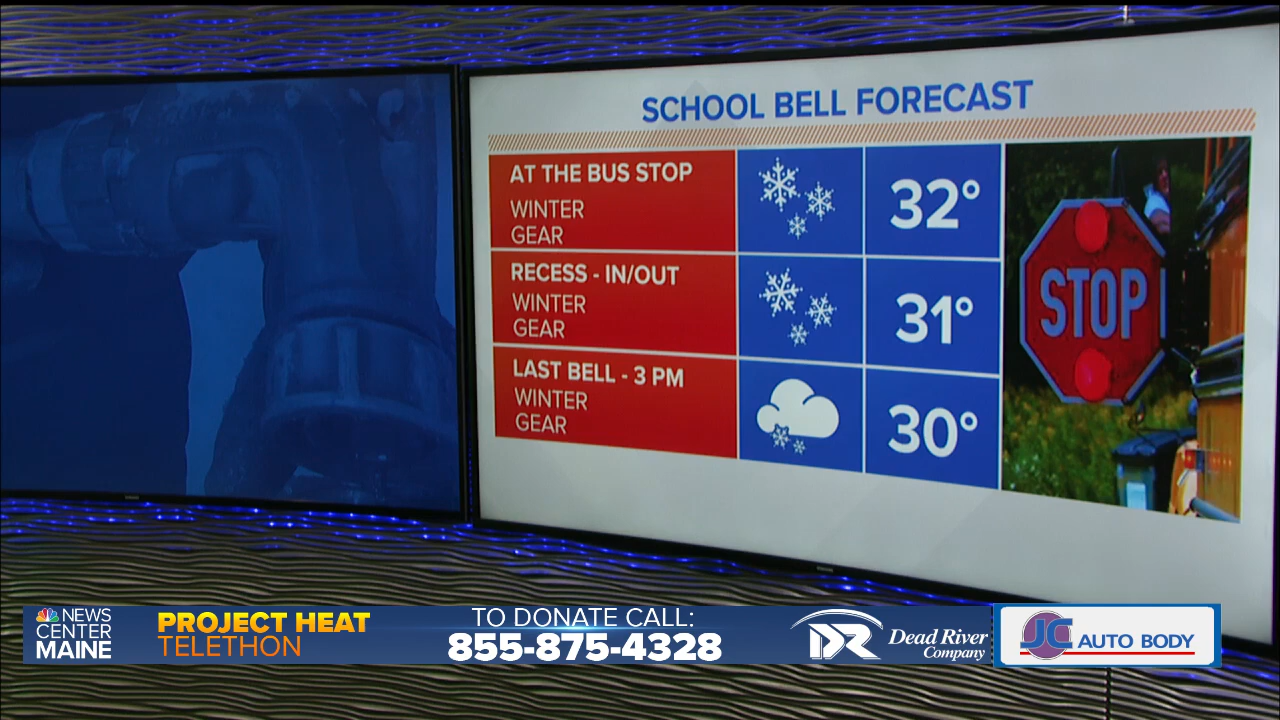 SCHOOL BELL FORECAST
AT THE BUS STOP
WINTER
GEAR
32°
RECESS - IN/OUT
WINTER
GEAR
31°
LAST BELL - 3 PM
WINTER
GEAR
30°
STOP
NEWS
CENTER
MAINE
PROJECT HEAT
TELETHON
TO DONATE CALL:
855-875-4328
DR
Dead River
Company
JC
AUTO BODY